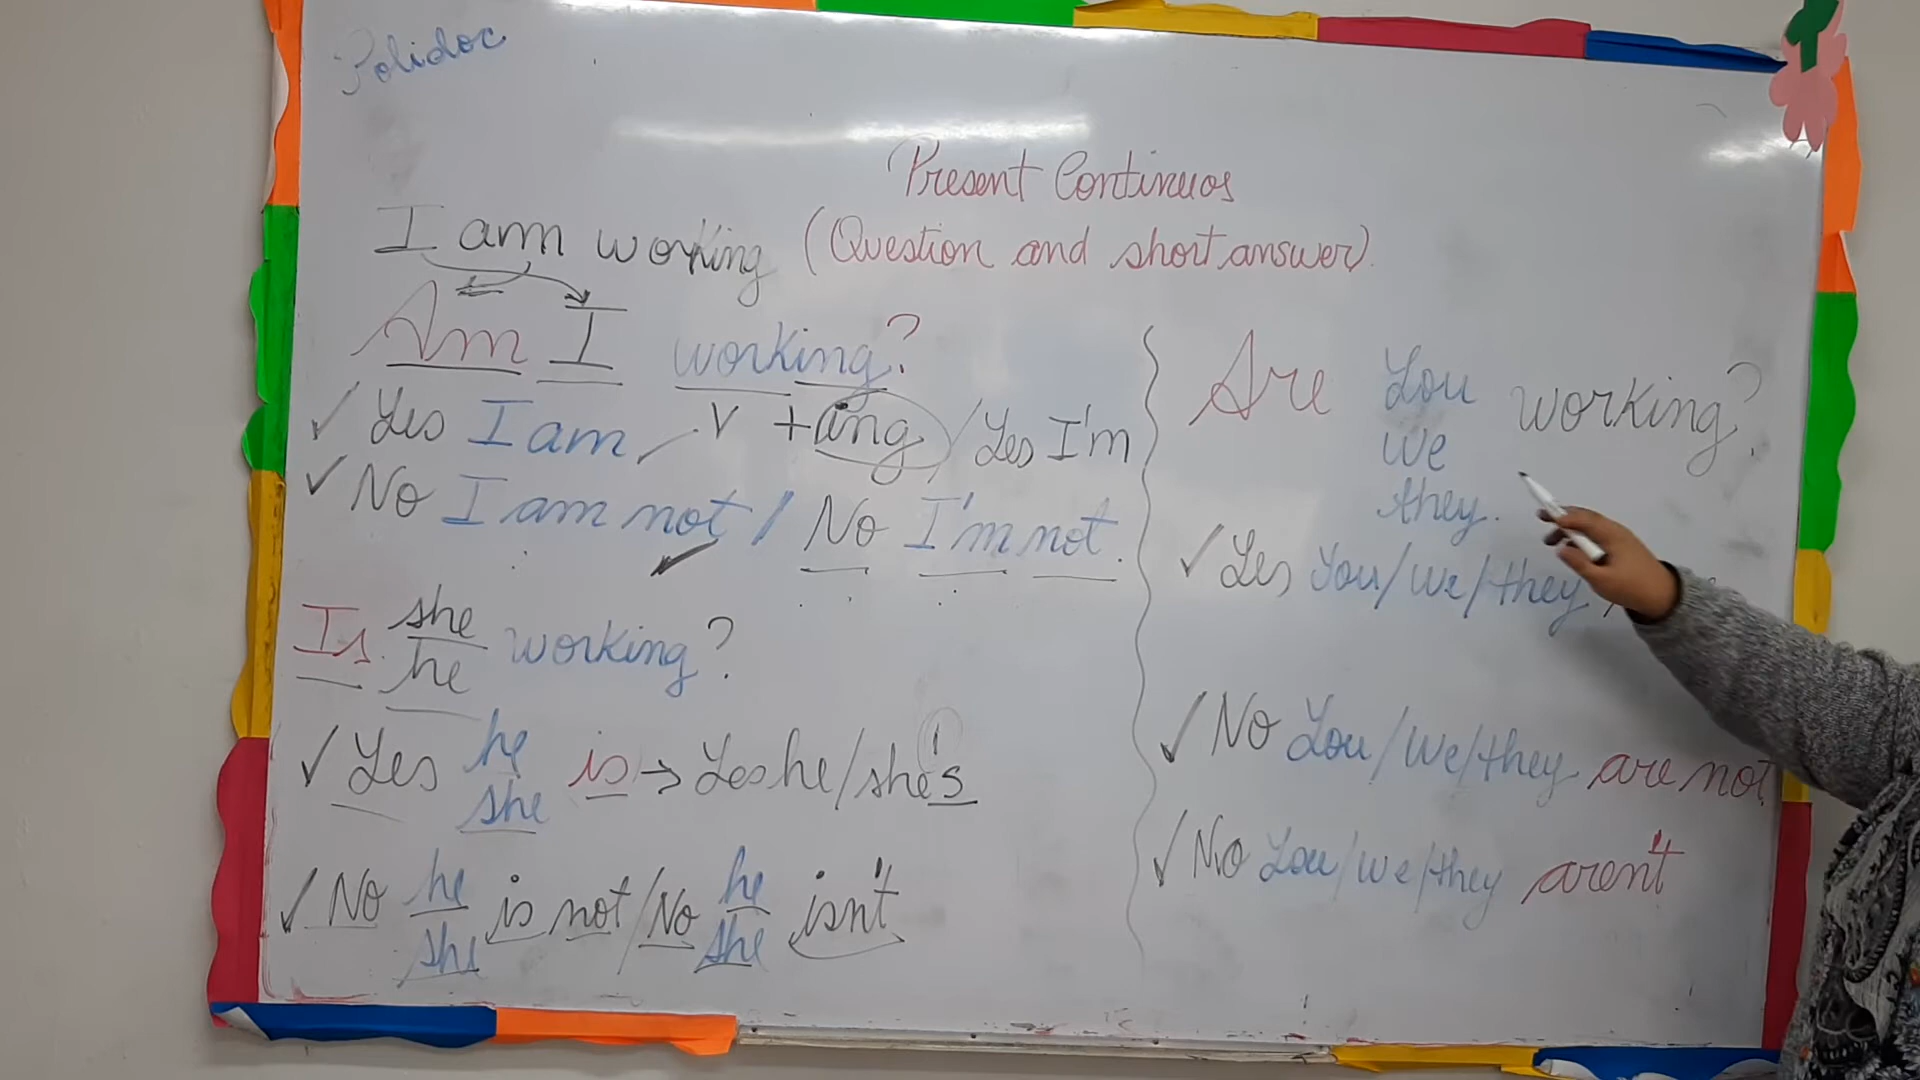 Polidoc
Present Continuos
I am working (Question and short answer).
Am I working?
✓ Yes I am / V + ing / Yes I'm
✓ No I am not / No I'm not.
Is she working?
he
✓ Yes he is → Yes he/she's
she
✓ No he is not / No he isn't
she she
Are You working?
we
they.
✓ Yes You/we/they
✓ No You/we/they are not
✓ No You/we/they aren't